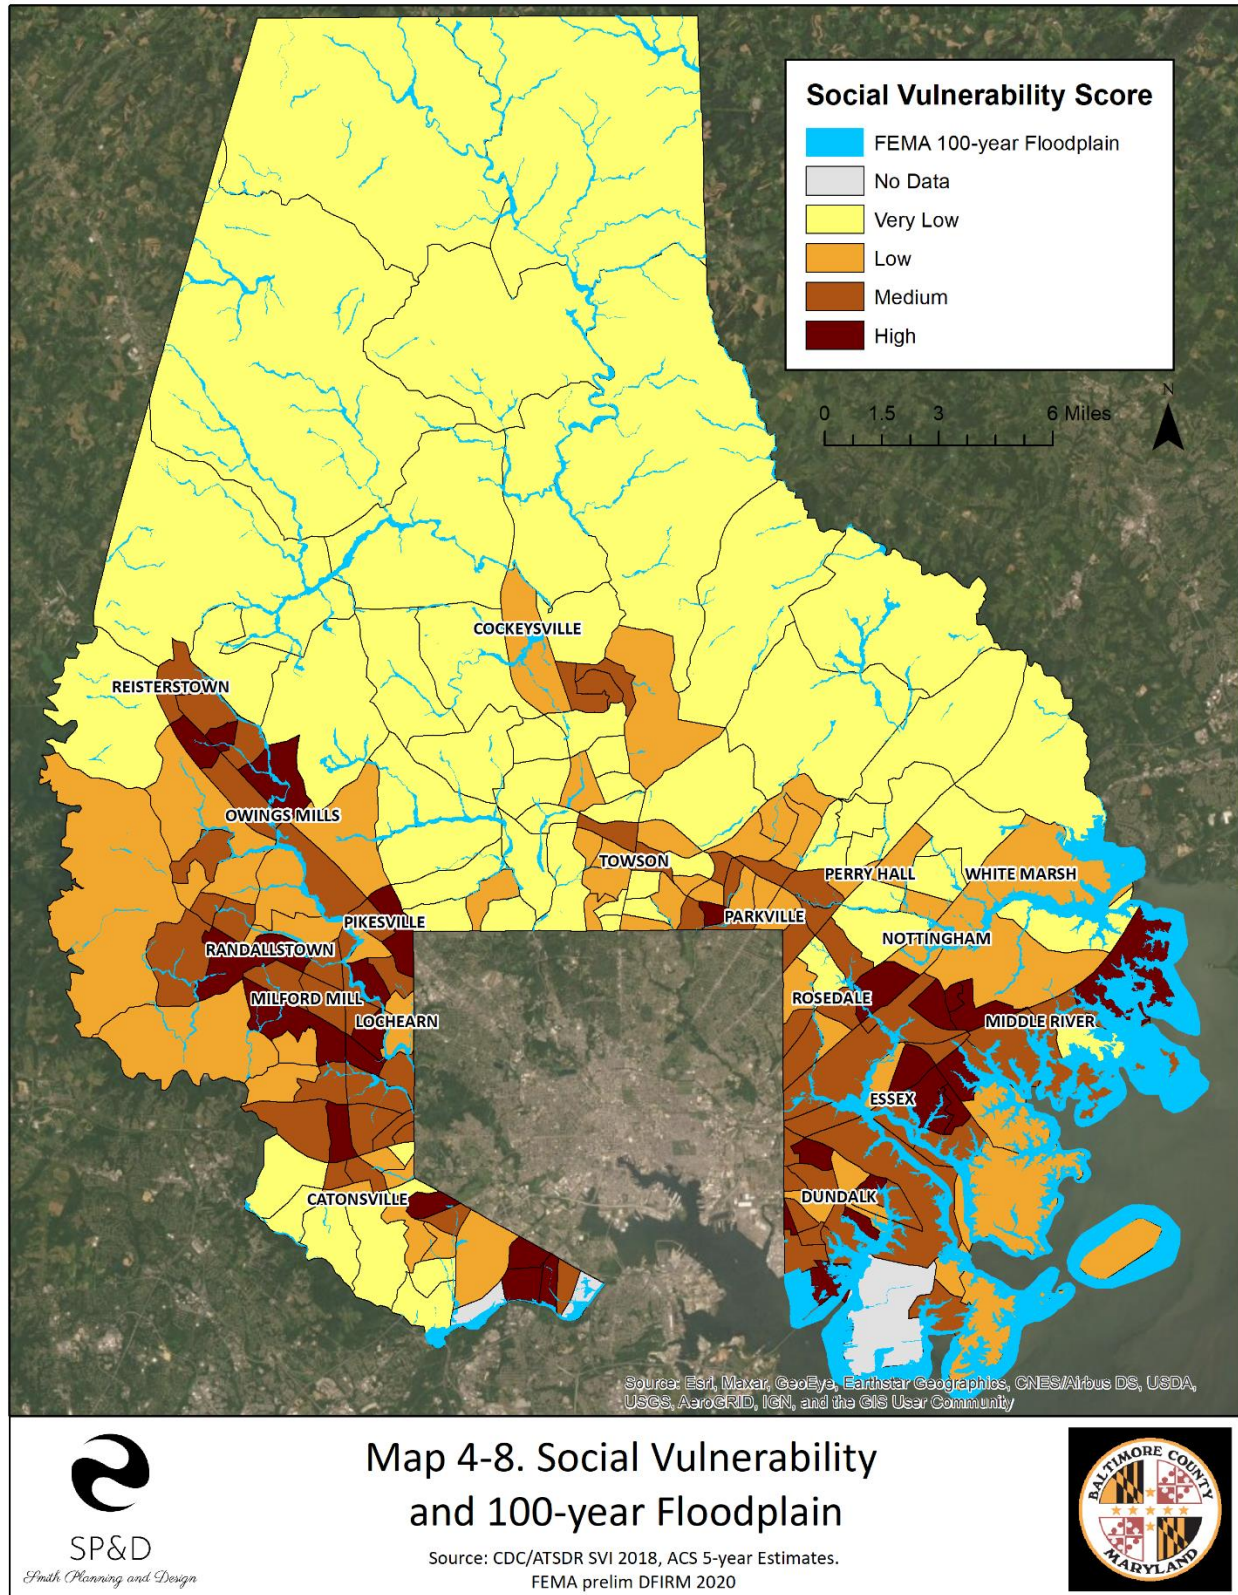 Social Vulnerability Score
FEMA 100-year Floodplain
No Data
Very Low
Low
Medium
High
N
0 1.5 3 6 Miles
COCKEYSVILLE
REISTERSTOWN
OWINGS MILLS
TOWSON
PERRY HALL
WHITE MARSH
PIKESVILLE
PARKVILLE
RANDALLSTOWN
NOTTINGHAM
MILFORD MILL
ROSEDALE
LOCHEARN
MIDDLE RIVER
ESSEX
CATONSVILLE
DUNDALK
Source: Esri, Maxar, GeoEye, Earthstar Geographics, CNES/Airbus DS, USDA,
USGS, AeroGRID, IGN, and the GIS User Community
SP&D
Smith Planning and Design
Map 4-8. Social Vulnerability
and 100-year Floodplain
Source: CDC/ATSDR SVI 2018, ACS 5-year Estimates.
FEMA prelim DFIRM 2020
BALTIMORE COUNTY
MARYLAND